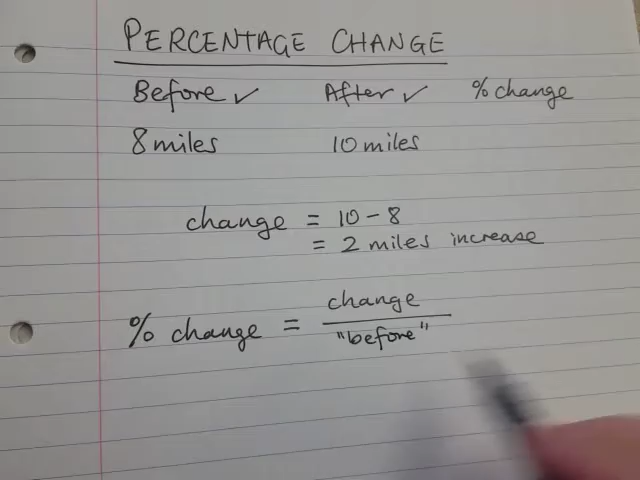 PERCENTAGE CHANGE
Before ✓ After ✓ % change
8 miles 10 miles
change = 10 - 8
= 2 miles increase
% change = change
"before"